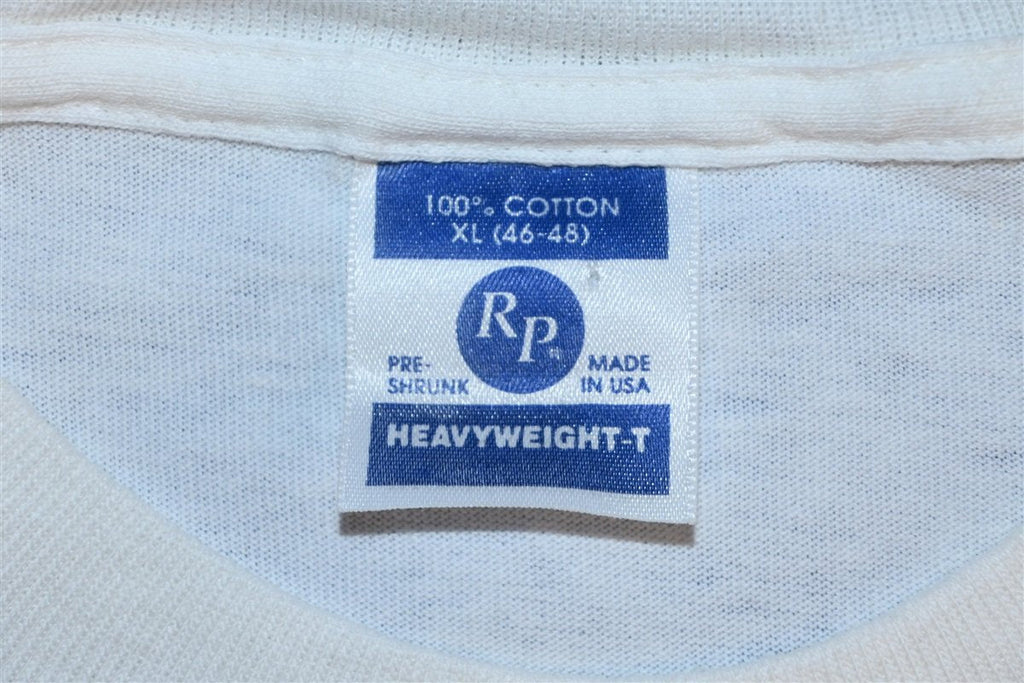 100% COTTON
XL (46-48)
RP®
PRE-
SHRUNK
MADE
IN USA
HEAVYWEIGHT-T